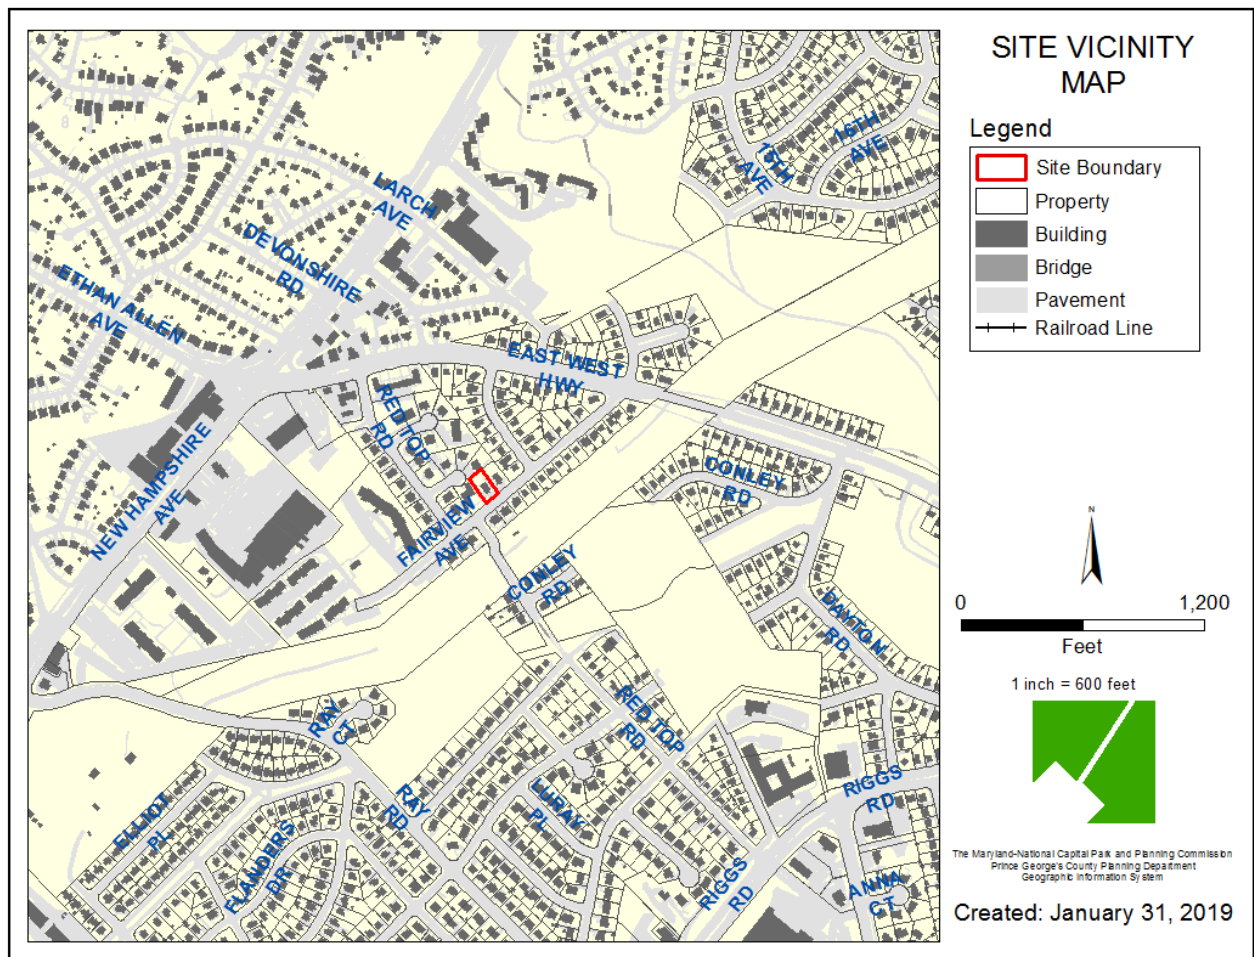 SITE VICINITY
MAP
Legend
Site Boundary
Property
Building
Bridge
Pavement
Railroad Line
N
0
1,200
Feet
1 inch = 600 feet
The Maryland-National Capital Park and Planning Commission
Prince George's County Planning Department
Geographic Information System
Created: January 31, 2019
15TH
AVE
16TH
AVE
LARCH
AVE
DEVONSHIRE
RD
ETHAN ALLEN
AVE
EAST WEST
HWY
RED TOP
RD
NEW HAMPSHIRE
AVE
FAIRVIEW
AVE
CONLEY
RD
CONLEY
RD
DAYTON
RD
RED TOP
RD
RAY
CT
RAY
RD
LURAY
PL
ELLIOT
PL
FLANDERS
DR
RIGGS
RD
RIGGS
RD
ANNA
CT